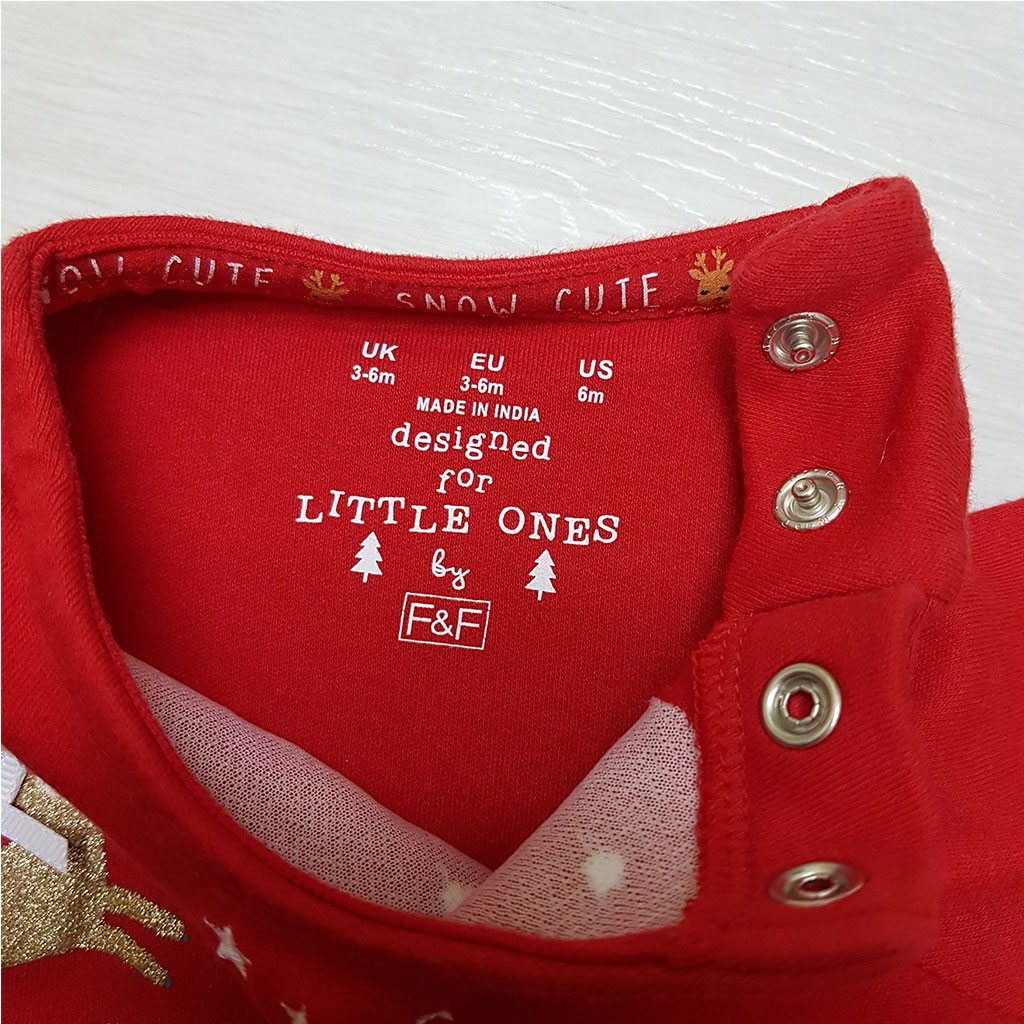 SNOW CUTE SNOW CUTE
UK EU US
3-6m 3-6m 6m
MADE IN INDIA
designed
for
LITTLE ONES
by
F&F